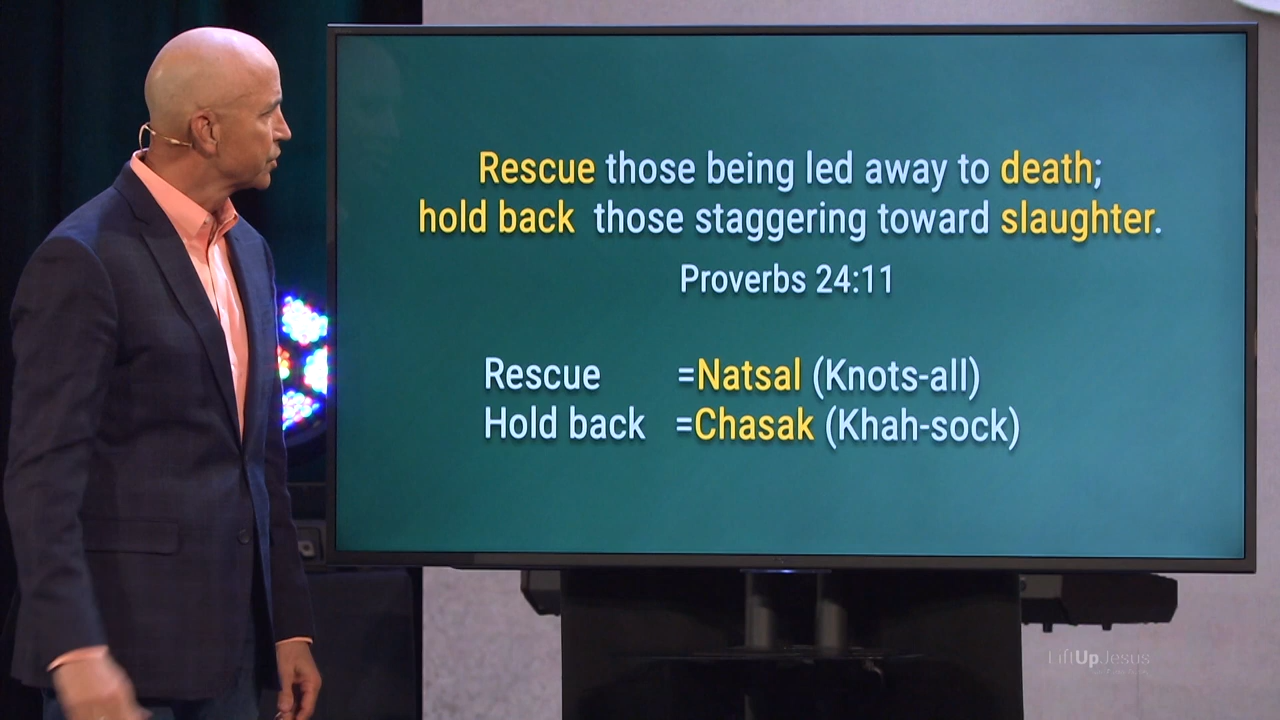 Rescue those being led away to death;
hold back those staggering toward slaughter.
Proverbs 24:11
Rescue =Natsal (Knots-all)
Hold back =Chasak (Khah-sock)
LiftUpJesus